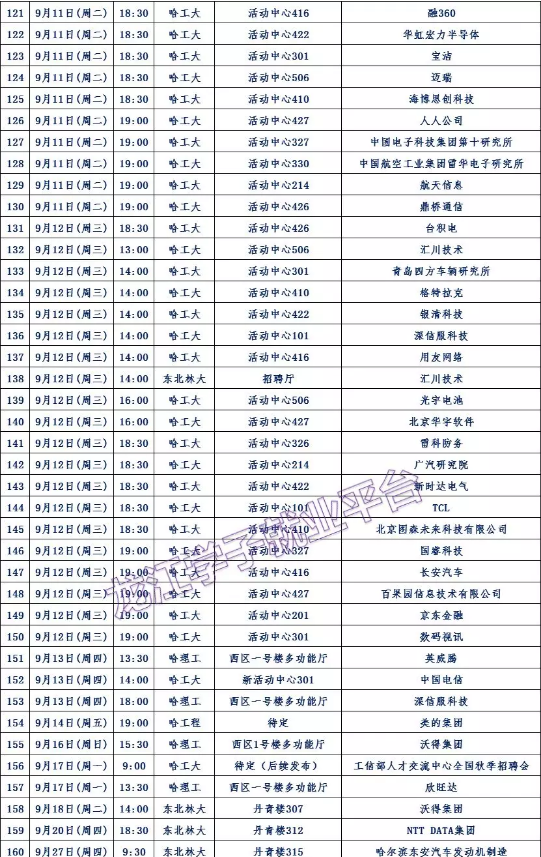 121 9月11日(周二) 18:30 哈工大 活动中心416 融360
122 9月11日(周二) 18:30 哈工大 活动中心422 华虹宏力半导体
123 9月11日(周二) 18:30 哈工大 活动中心301 宝洁
124 9月11日(周二) 18:30 哈工大 活动中心506 迈瑞
125 9月11日(周二) 18:30 哈工大 活动中心410 海博思创科技
126 9月11日(周二) 19:00 哈工大 活动中心427 人人公司
127 9月11日(周二) 19:00 哈工大 活动中心327 中国电子科技集团第十研究所
128 9月11日(周二) 19:00 哈工大 活动中心330 中国航空工业集团雷华电子研究所
129 9月11日(周二) 19:00 哈工大 活动中心214 航天信息
130 9月11日(周二) 19:00 哈工大 活动中心426 鼎桥通信
131 9月12日(周三) 18:30 哈工大 活动中心426 台积电
132 9月12日(周三) 13:00 哈工大 活动中心506 汇川技术
133 9月12日(周三) 14:00 哈工大 活动中心301 青岛四方车辆研究所
134 9月12日(周三) 14:00 哈工大 活动中心410 格特拉克
135 9月12日(周三) 14:00 哈工大 活动中心422 银清科技
136 9月12日(周三) 14:00 哈工大 活动中心101 深信服科技
137 9月12日(周三) 14:00 哈工大 活动中心416 用友网络
138 9月12日(周三) 14:00 东北林大 招聘厅 汇川技术
139 9月12日(周三) 16:00 哈工大 活动中心506 光宇电池
140 9月12日(周三) 16:00 哈工大 活动中心427 北京华宇软件
141 9月12日(周三) 18:30 哈工大 活动中心326 雷科防务
142 9月12日(周三) 18:30 哈工大 活动中心214 广汽研究院
143 9月12日(周三) 18:30 哈工大 活动中心422 新时达电气
144 9月12日(周三) 18:30 哈工大 活动中心101 TCL
145 9月12日(周三) 18:30 哈工大 活动中心410 北京图森未来科技有限公司
146 9月12日(周三) 19:00 哈工大 活动中心327 国睿科技
147 9月12日(周三) 19:00 哈工大 活动中心416 长安汽车
148 9月12日(周三) 19:00 哈工大 活动中心427 百果园信息技术有限公司
149 9月12日(周三) 19:00 哈工大 活动中心201 京东金融
150 9月12日(周三) 19:00 哈工大 活动中心301 数码视讯
151 9月13日(周四) 13:30 哈理工 西区一号楼多功能厅 英威腾
152 9月13日(周四) 14:00 哈工大 新活动中心301 中国电信
153 9月13日(周四) 18:00 哈理工 西区一号楼多功能厅 深信服科技
154 9月14日(周五) 19:00 哈工程 待定 美的集团
155 9月16日(周日) 15:30 哈理工 西区1号楼多功能厅 沃得集团
156 9月17日(周一) 9:00 哈工大 待定（后续发布） 工信部人才交流中心全国秋季招聘会
157 9月17日(周一) 13:30 哈理工 西区一号楼多功能厅 欣旺达
158 9月18日(周二) 14:00 东北林大 丹青楼307 沃得集团
159 9月20日(周四) 18:30 东北林大 丹青楼312 NTT DATA集团
160 9月27日(周四) 9:30 东北林大 丹青楼315 哈尔滨东安汽车发动机制造
龙江学子就业平台